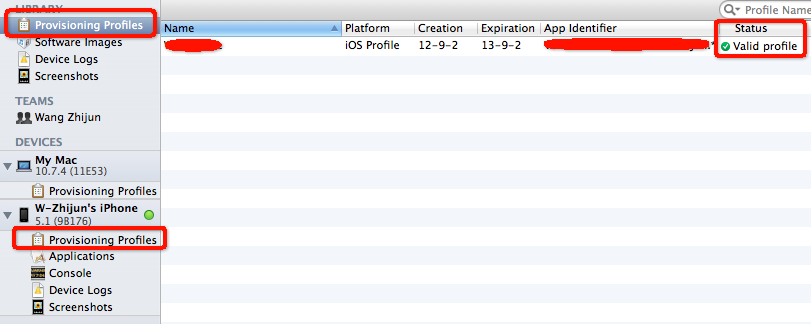 LIBRARY
Provisioning Profiles
Software Images
Device Logs
Screenshots
TEAMS
Wang Zhijun
DEVICES
My Mac
10.7.4 (11E53)
Provisioning Profiles
W-Zhijun's iPhone
5.1 (9B176)
Provisioning Profiles
Applications
Console
Device Logs
Screenshots
Profile Name
Name Platform Creation Expiration App Identifier Status
iOS Profile 12-9-2 13-9-2 Valid profile